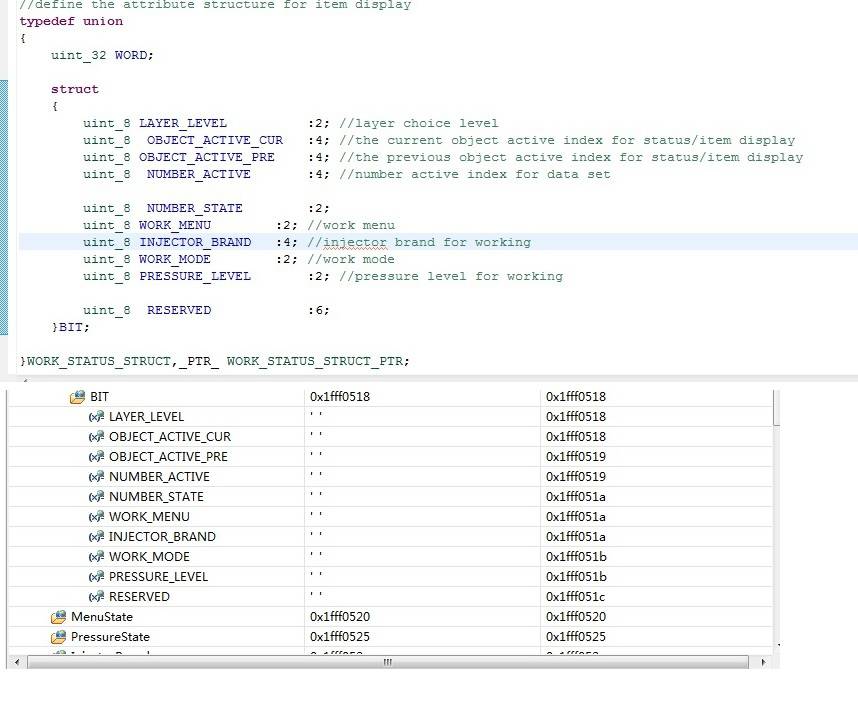 //define the attribute structure for item display
typedef union
{
uint_32 WORD;
struct
{
uint_8 LAYER_LEVEL :2; //layer choice level
uint_8 OBJECT_ACTIVE_CUR :4; //the current object active index for status/item display
uint_8 OBJECT_ACTIVE_PRE :4; //the previous object active index for status/item display
uint_8 NUMBER_ACTIVE :4; //number active index for data set
uint_8 NUMBER_STATE :2;
uint_8 WORK_MENU :2; //work menu
uint_8 INJECTOR_BRAND :4; //injector brand for working
uint_8 WORK_MODE :2; //work mode
uint_8 PRESSURE_LEVEL :2; //pressure level for working
uint_8 RESERVED :6;
}BIT;
}WORK_STATUS_STRUCT,_PTR_ WORK_STATUS_STRUCT_PTR;
BIT 0x1fff0518 0x1fff0518
(x)= LAYER_LEVEL ' ' 0x1fff0518
(x)= OBJECT_ACTIVE_CUR ' ' 0x1fff0518
(x)= OBJECT_ACTIVE_PRE ' ' 0x1fff0519
(x)= NUMBER_ACTIVE ' ' 0x1fff0519
(x)= NUMBER_STATE ' ' 0x1fff051a
(x)= WORK_MENU ' ' 0x1fff051a
(x)= INJECTOR_BRAND ' ' 0x1fff051a
(x)= WORK_MODE ' ' 0x1fff051b
(x)= PRESSURE_LEVEL ' ' 0x1fff051b
(x)= RESERVED ' ' 0x1fff051c
MenuState 0x1fff0520 0x1fff0520
PressureState 0x1fff0525 0x1fff0525